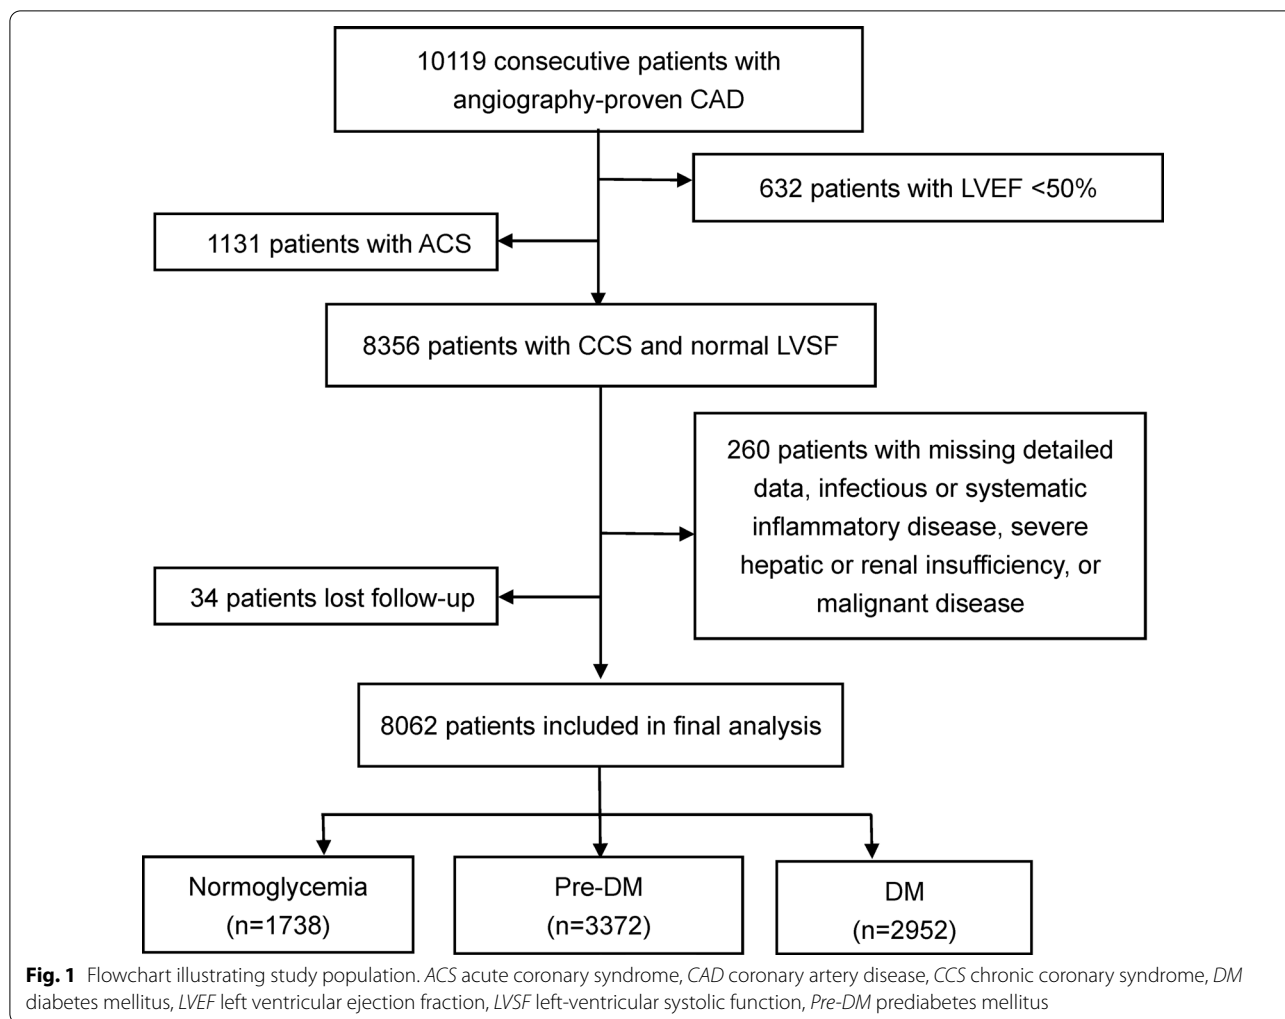 10119 consecutive patients with
angiography-proven CAD
632 patients with LVEF <50%
1131 patients with ACS
8356 patients with CCS and normal LVSF
260 patients with missing detailed
data, infectious or systematic
inflammatory disease, severe
hepatic or renal insufficiency, or
malignant disease
34 patients lost follow-up
8062 patients included in final analysis
Normoglycemia
(n=1738)
Pre-DM
(n=3372)
DM
(n=2952)
Fig. 1 Flowchart illustrating study population. ACS acute coronary syndrome, CAD coronary artery disease, CCS chronic coronary syndrome, DM
diabetes mellitus, LVEF left ventricular ejection fraction, LVSF left-ventricular systolic function, Pre-DM prediabetes mellitus